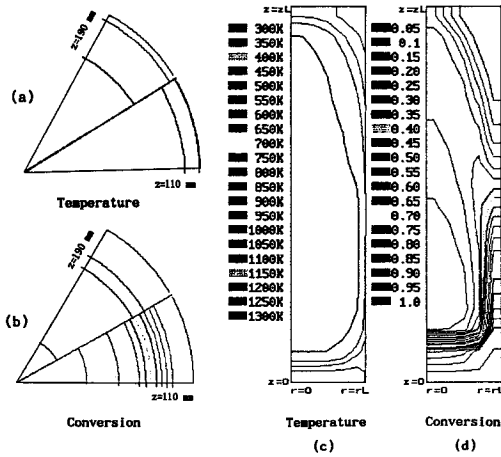 (a)
z=190 mm
z=110 mm
Temperature
(b)
z=190 mm
z=110 mm
Conversion
z=zL
300K
350K
400K
450K
500K
550K
600K
650K
700K
750K
800K
850K
900K
950K
1000K
1050K
1100K
1150K
1200K
1250K
1300K
z=0
r=0 r=rL
Temperature
(c)
z=zL
0.05
0.1
0.15
0.20
0.25
0.30
0.35
0.40
0.45
0.50
0.55
0.60
0.65
0.70
0.75
0.80
0.85
0.90
0.95
1.0
z=0
r=0 r=rL
Conversion
(d)